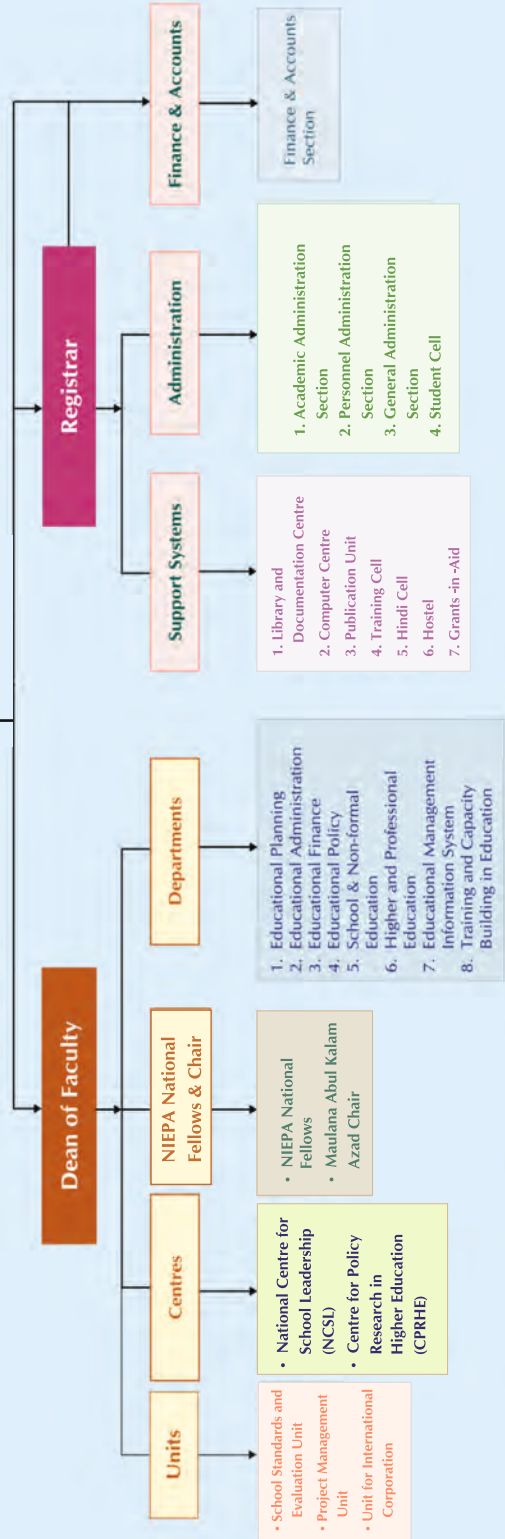 Dean of Faculty
Registrar
Units
Centres
NIEPA National
Fellows & Chair
Departments
Support Systems
Administration
Finance & Accounts
• School Standards and
Evaluation Unit
• Project Management
Unit
• Unit for International
Corporation
• National Centre for
School Leadership
(NCSL)
• Centre for Policy
Research in
Higher Education
(CPRHE)
• NIEPA National
Fellows
• Maulana Abul Kalam
Azad Chair
1. Educational Planning
2. Educational Administration
3. Educational Finance
4. Educational Policy
5. School & Non-formal
Education
6. Higher and Professional
Education
7. Educational Management
Information System
8. Training and Capacity
Building in Education
1. Library and
Documentation Centre
2. Computer Centre
3. Publication Unit
4. Training Cell
5. Hindi Cell
6. Hostel
7. Grants -in -Aid
1. Academic Administration
Section
2. Personnel Administration
Section
3. General Administration
Section
4. Student Cell
Finance & Accounts
Section